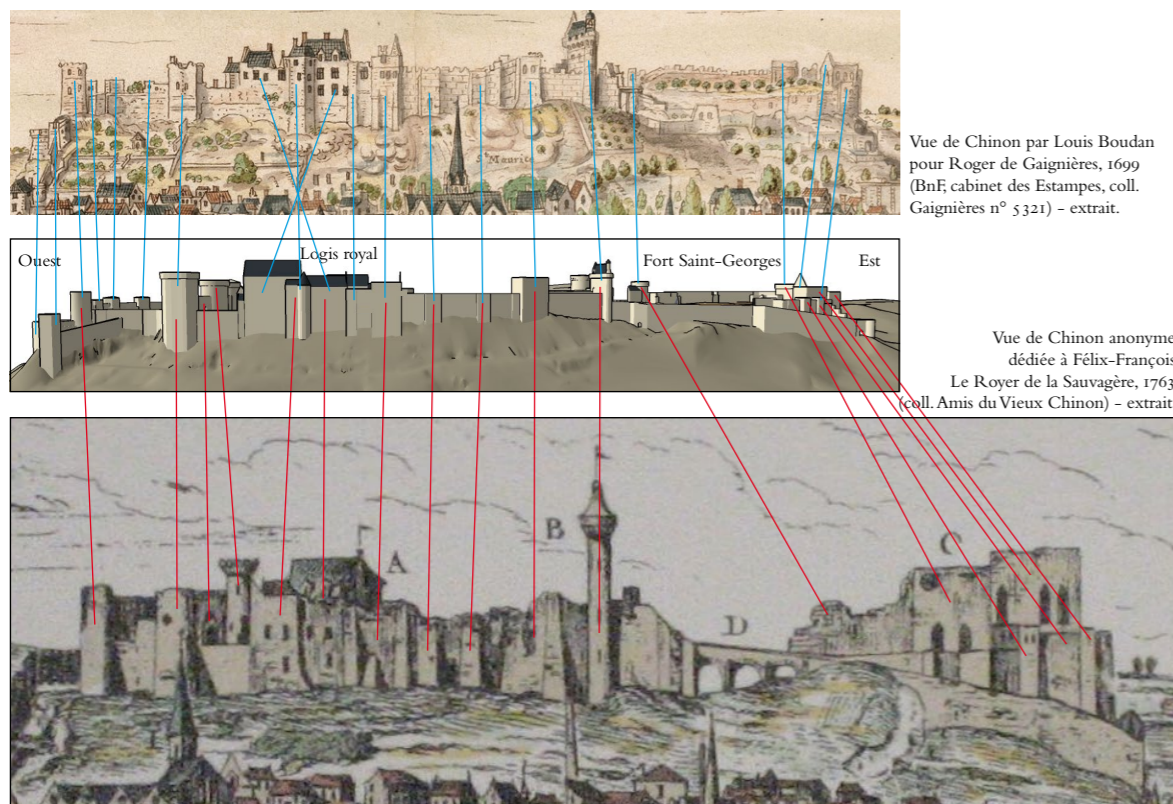 St Maurice
Vue de Chinon par Louis Boudan
pour Roger de Gaignières, 1699
(BnF, cabinet des Estampes, coll.
Gaignières n° 5321) - extrait.
Ouest
Logis royal
Fort Saint-Georges
Est
Vue de Chinon anonyme
dédiée à Félix-François
Le Royer de la Sauvagère, 1763
(coll. Amis du Vieux Chinon) - extrait
A
B
C
D